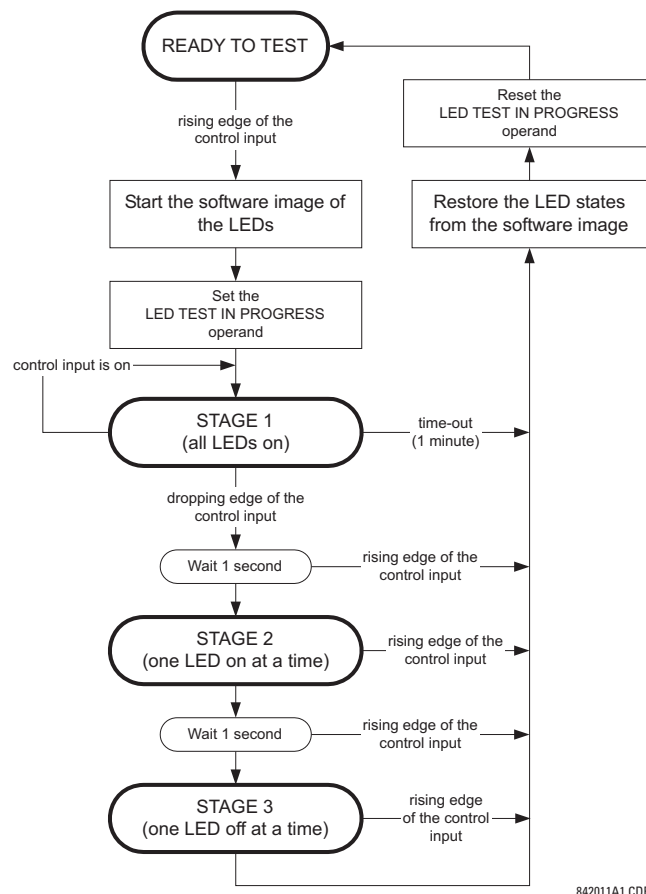 READY TO TEST
rising edge of the
control input
Start the software image of
the LEDs
Set the
LED TEST IN PROGRESS
operand
control input is on
STAGE 1
(all LEDs on)
time-out
(1 minute)
dropping edge of the
control input
Wait 1 second
rising edge of the
control input
STAGE 2
(one LED on at a time)
rising edge of the
control input
Wait 1 second
rising edge of the
control input
STAGE 3
(one LED off at a time)
rising edge
of the control
input
Reset the
LED TEST IN PROGRESS
operand
Restore the LED states
from the software image